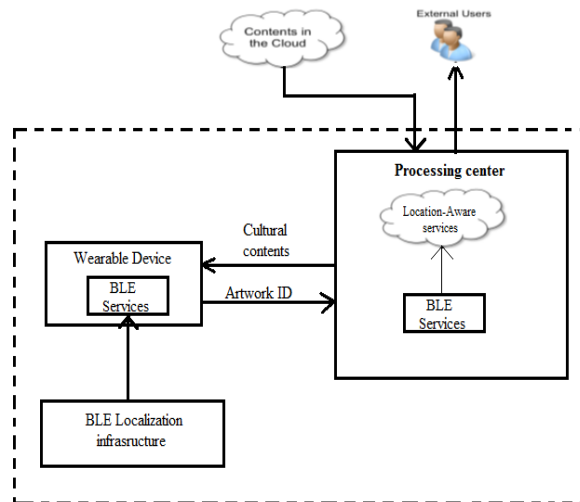 External Users
Contents in
the Cloud
Processing center
Location-Aware
services
Cultural
contents
Wearable Device
BLE
Services
Artwork ID
BLE
Services
BLE Localization
infrasructure